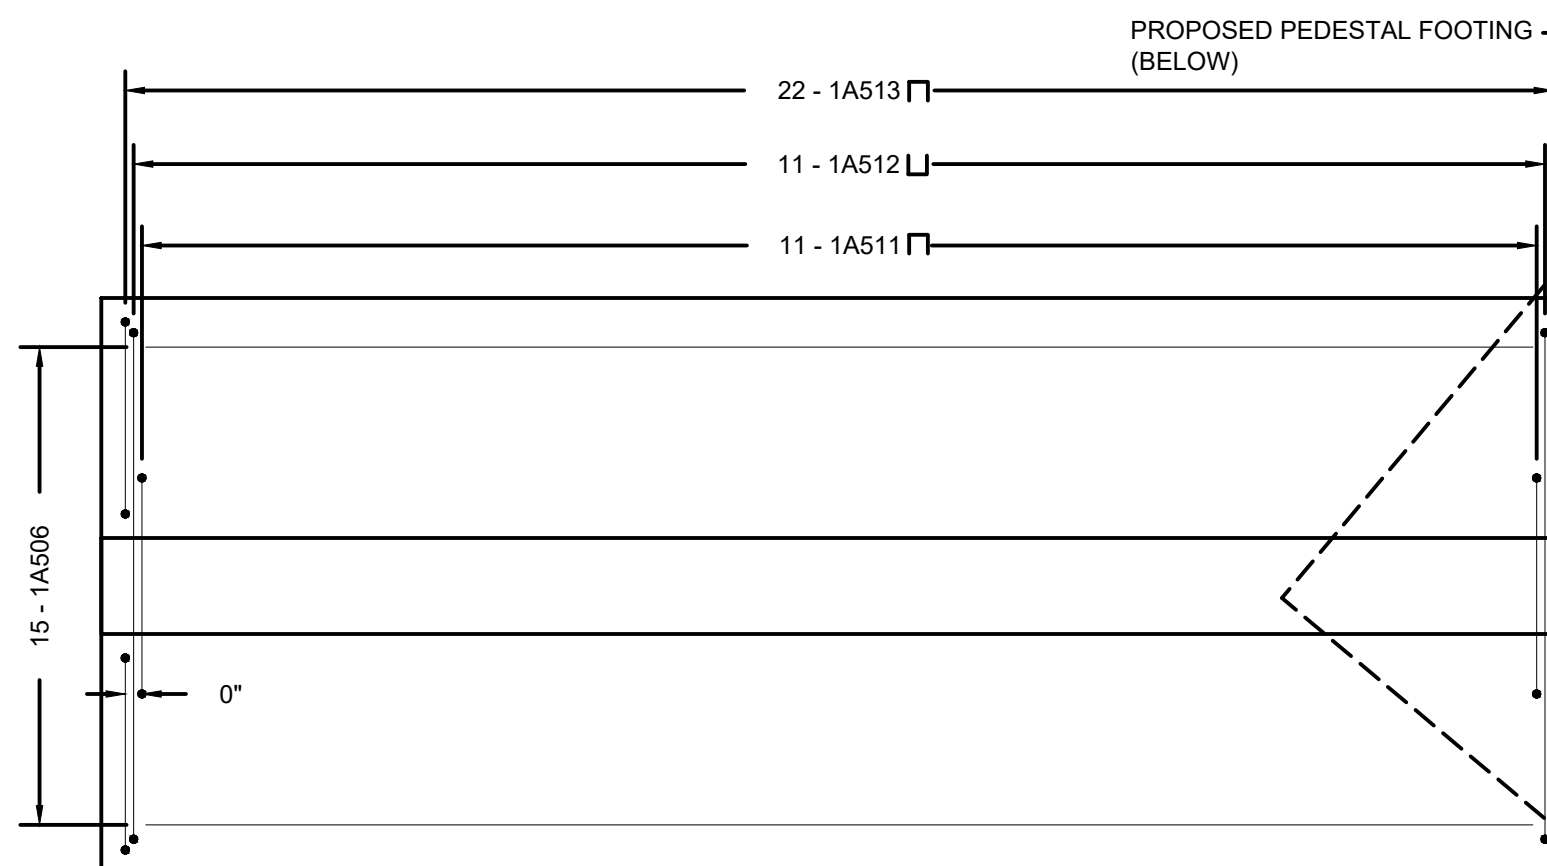 PROPOSED PEDESTAL FOOTING
(BELOW)
22 - 1A513
11 - 1A512
11 - 1A511
15 - 1A506
0"